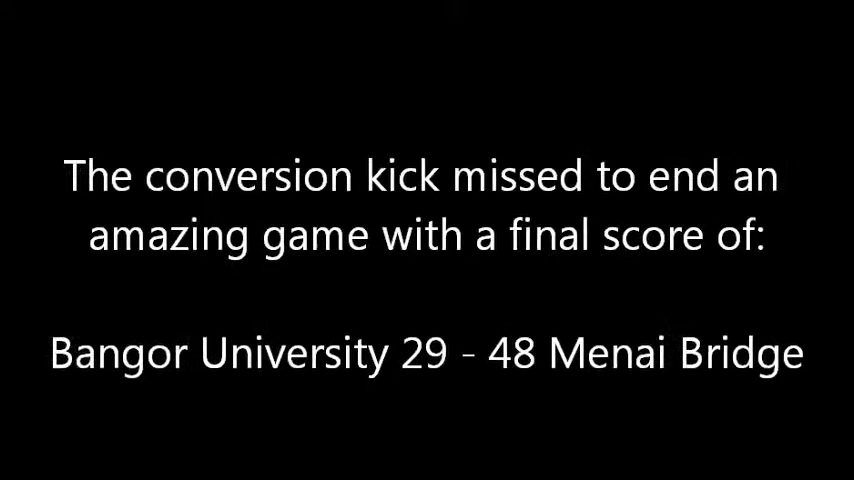 The conversion kick missed to end an
amazing game with a final score of:
Bangor University 29 - 48 Menai Bridge